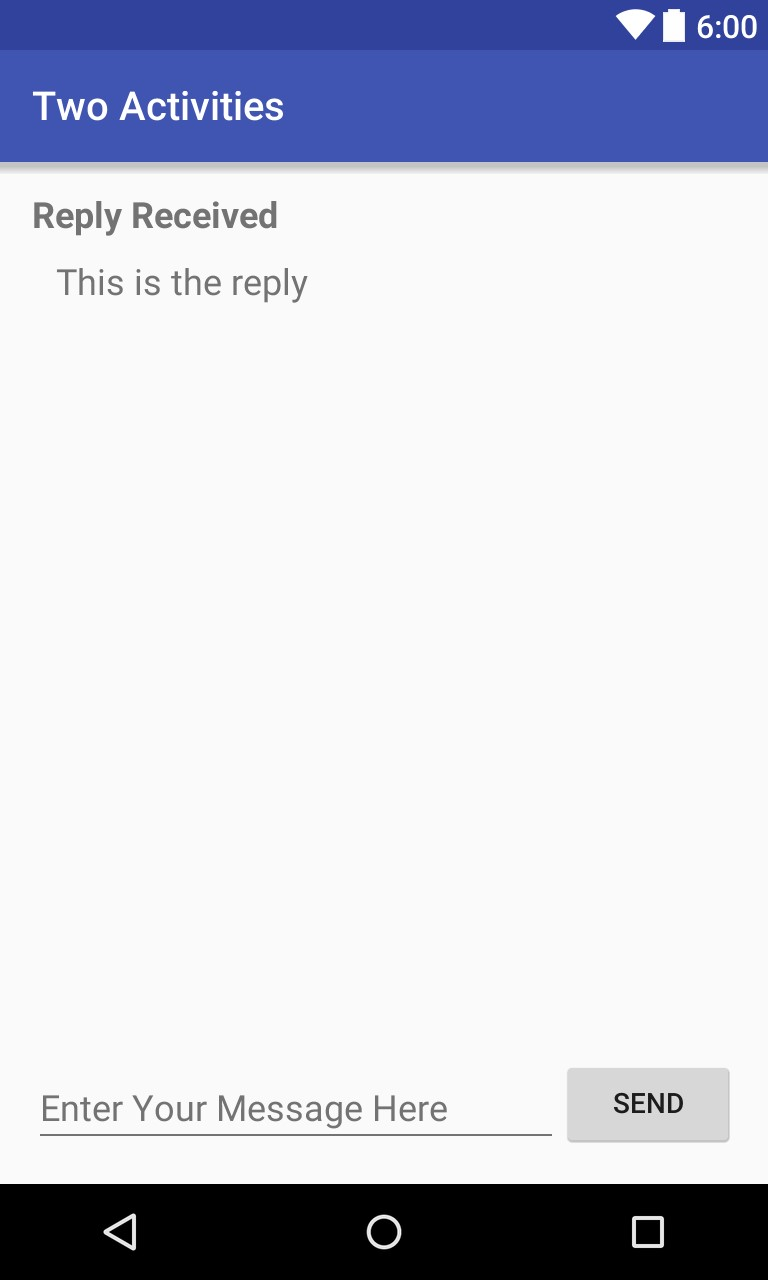 6:00
Two Activities
Reply Received
This is the reply
Enter Your Message Here
SEND